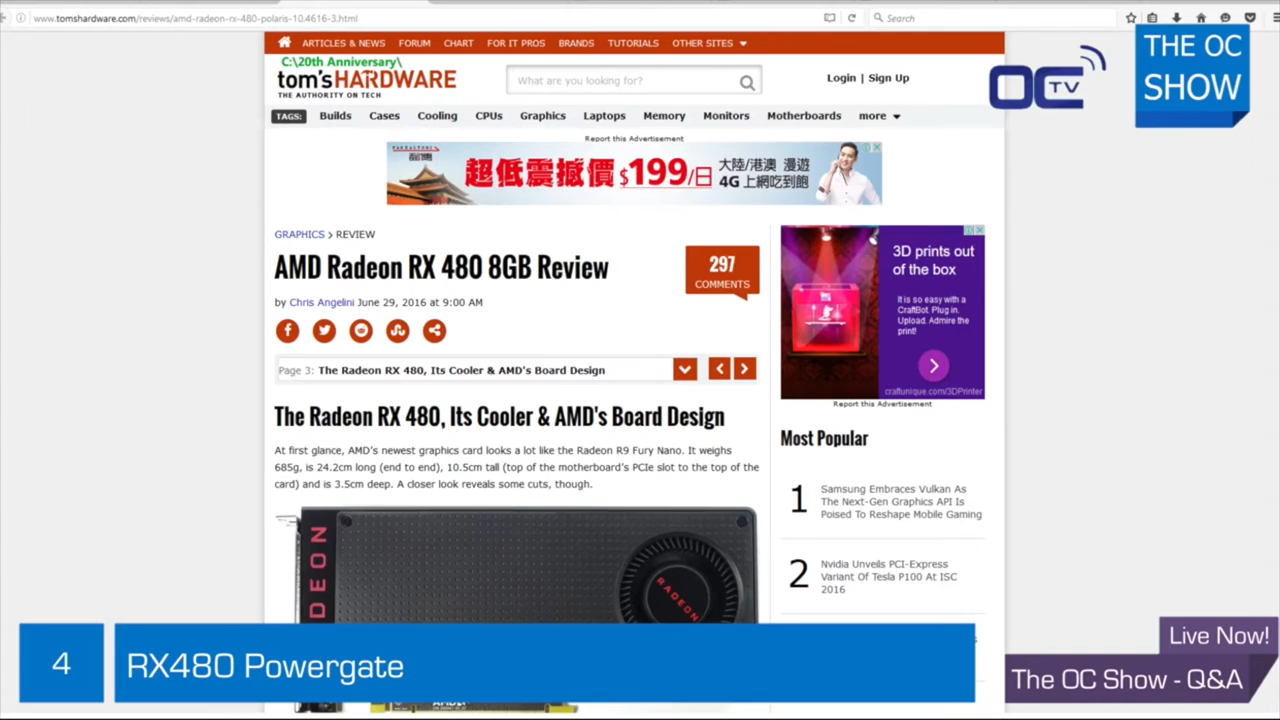 www.tomshardware.com/reviews/amd-radeon-rx-480-polaris-10,4616-3.html
Search
ARTICLES & NEWS FORUM CHART FOR IT PROS BRANDS TUTORIALS OTHER SITES
C:\20th Anniversary\
tom'sHARDWARE
THE AUTHORITY ON TECH
What are you looking for?
Login | Sign Up
OC TV
THE OC
SHOW
TAGS: Builds Cases Cooling CPUs Graphics Laptops Memory Monitors Motherboards more
Report this Advertisement
超低震撼價 $199/日
大陸/港澳 漫遊
4G 上網吃到飽
GRAPHICS > REVIEW
AMD Radeon RX 480 8GB Review
297
COMMENTS
by Chris Angelini June 29, 2016 at 9:00 AM
Page 3: The Radeon RX 480, Its Cooler & AMD's Board Design
The Radeon RX 480, Its Cooler & AMD's Board Design
At first glance, AMD's newest graphics card looks a lot like the Radeon R9 Fury Nano. It weighs
685g, is 24.2cm long (end to end), 10.5cm tall (top of the motherboard's PCIe slot to the top of the
card) and is 3.5cm deep. A closer look reveals some cuts, though.
DEON
RADEON
3D prints out
of the box
It is so easy with a
CraftBot. Plug in.
Upload. Admire the
print!
craftunique.com/3DPrinter
Report this Advertisement
Most Popular
1
Samsung Embraces Vulkan As
The Next-Gen Graphics API Is
Poised To Reshape Mobile Gaming
2
Nvidia Unveils PCI-Express
Variant Of Tesla P100 At ISC
2016
4
RX480 Powergate
Live Now!
The OC Show - Q&A